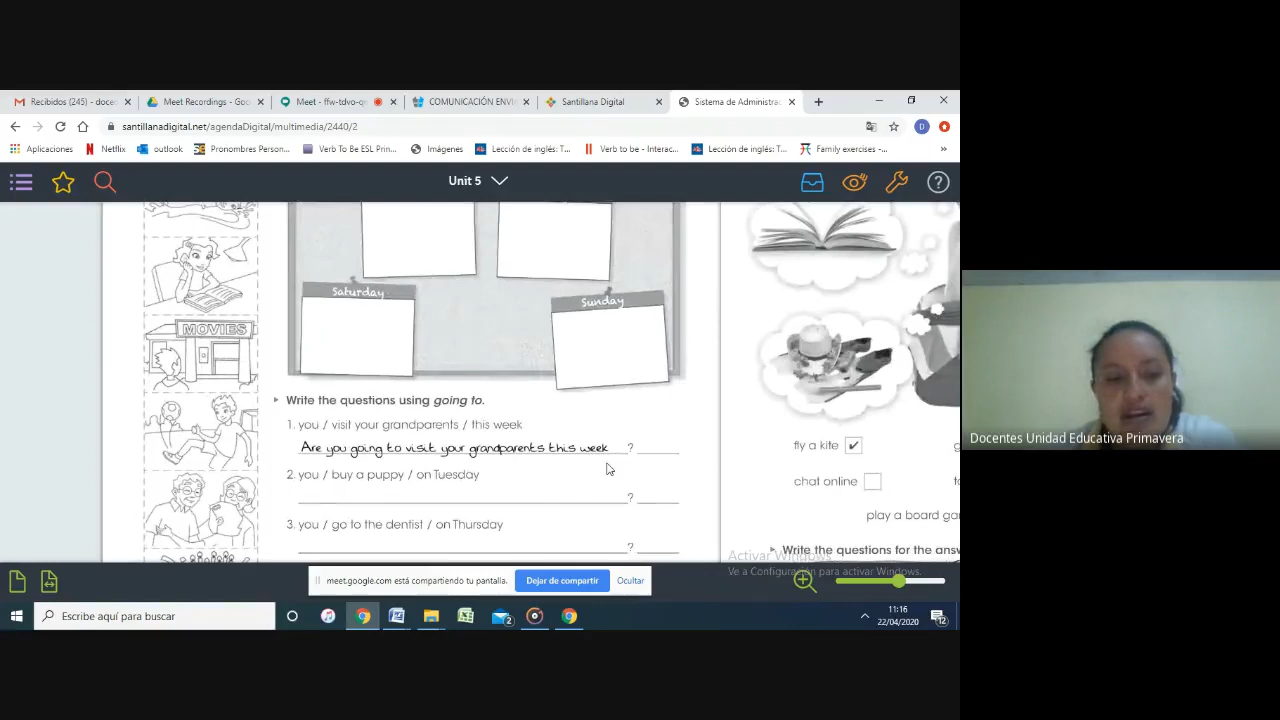 Recibidos (245) - doce
Meet Recordings - Goo
Meet - ffw-tdvo-q
COMUNICACIÓN ENVI
Santillana Digital
Sistema de Administrac
santillanadigital.net/agendaDigital/multimedia/2440/2
D
Aplicaciones
Netflix
outlook
Pronombres Person...
Verb To Be ESL Prin...
Imágenes
Lección de inglés: T...
Verb to be - Interac...
Lección de inglés: T...
Family exercises -...
»
Unit 5
?
Saturday
Sunday
MOVIES
Write the questions using going to.
1. you / visit your grandparents / this week
Are you going to visit your grandparents this week ?
2. you / buy a puppy / on Tuesday
?
3. you / go to the dentist / on Thursday
?
fly a kite ✔
chat online
play a board ga
Write the questions for the answ
Activar Windows
Ve a Configuración para activar Windows.
meet.google.com está compartiendo tu pantalla.
Dejar de compartir
Ocultar
Escribe aquí para buscar
2
11:16
22/04/2020
12
Docentes Unidad Educativa Primavera